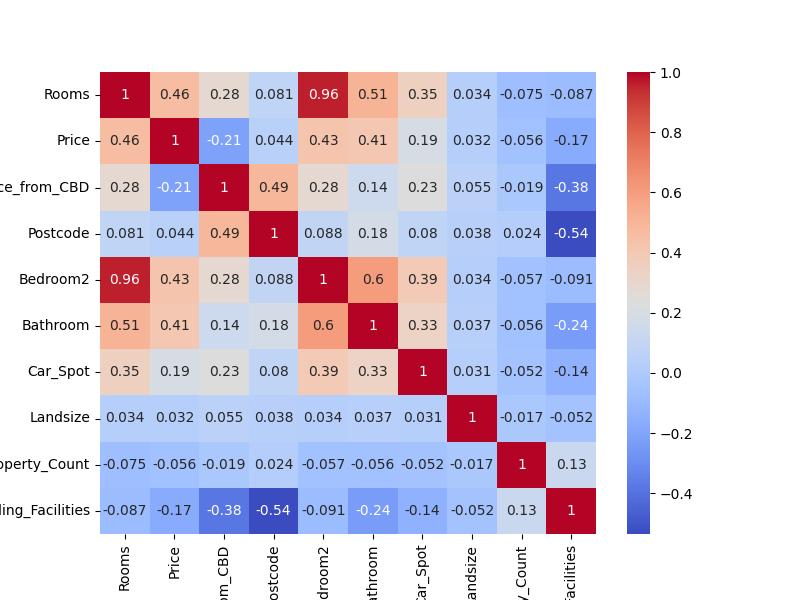 Rooms 1 0.46 0.28 0.081 0.96 0.51 0.35 0.034 -0.075 -0.087
Price 0.46 1 -0.21 0.044 0.43 0.41 0.19 0.032 -0.056 -0.17
ce_from_CBD 0.28 -0.21 1 0.49 0.28 0.14 0.23 0.055 -0.019 -0.38
Postcode 0.081 0.044 0.49 1 0.088 0.18 0.08 0.038 0.024 -0.54
Bedroom2 0.96 0.43 0.28 0.088 1 0.6 0.39 0.034 -0.057 -0.091
Bathroom 0.51 0.41 0.14 0.18 0.6 1 0.33 0.037 -0.056 -0.24
Car_Spot 0.35 0.19 0.23 0.08 0.39 0.33 1 0.031 -0.052 -0.14
Landsize 0.034 0.032 0.055 0.038 0.034 0.037 0.031 1 -0.017 -0.052
operty_Count -0.075 -0.056 -0.019 0.024 -0.057 -0.056 -0.052 -0.017 1 0.13
ling_Facilities -0.087 -0.17 -0.38 -0.54 -0.091 -0.24 -0.14 -0.052 0.13 1
Rooms
Price
om_CBD
ostcode
droom2
athroom
Car_Spot
andsize
y_Count
acilities
1.0
0.8
0.6
0.4
0.2
0.0
−0.2
−0.4